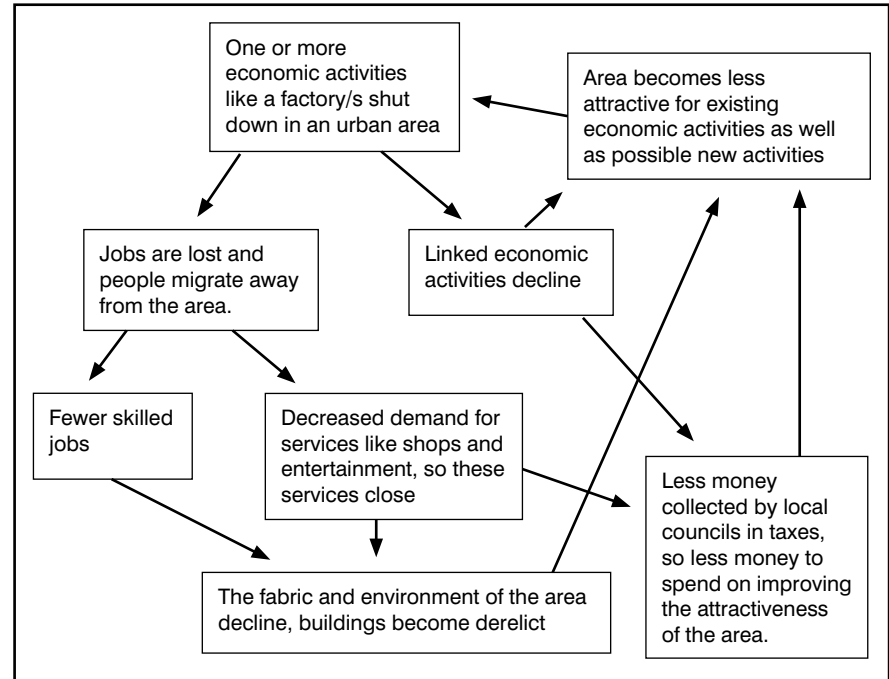 One or more
economic activities
like a factory/s shut
down in an urban area
Area becomes less
attractive for existing
economic activities as well
as possible new activities
Jobs are lost and
people migrate away
from the area.
Linked economic
activities decline
Fewer skilled
jobs
Decreased demand for
services like shops and
entertainment, so these
services close
Less money
collected by local
councils in taxes,
so less money to
spend on improving
the attractiveness
of the area.
The fabric and environment of the area
decline, buildings become derelict